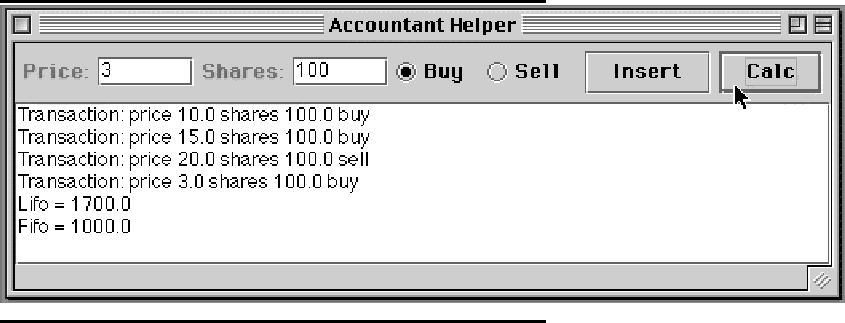 Accountant Helper
Price: 3 Shares: 100 Buy Sell Insert Calc
Transaction: price 10.0 shares 100.0 buy
Transaction: price 15.0 shares 100.0 buy
Transaction: price 20.0 shares 100.0 sell
Transaction: price 3.0 shares 100.0 buy
Lifo = 1700.0
Fifo = 1000.0